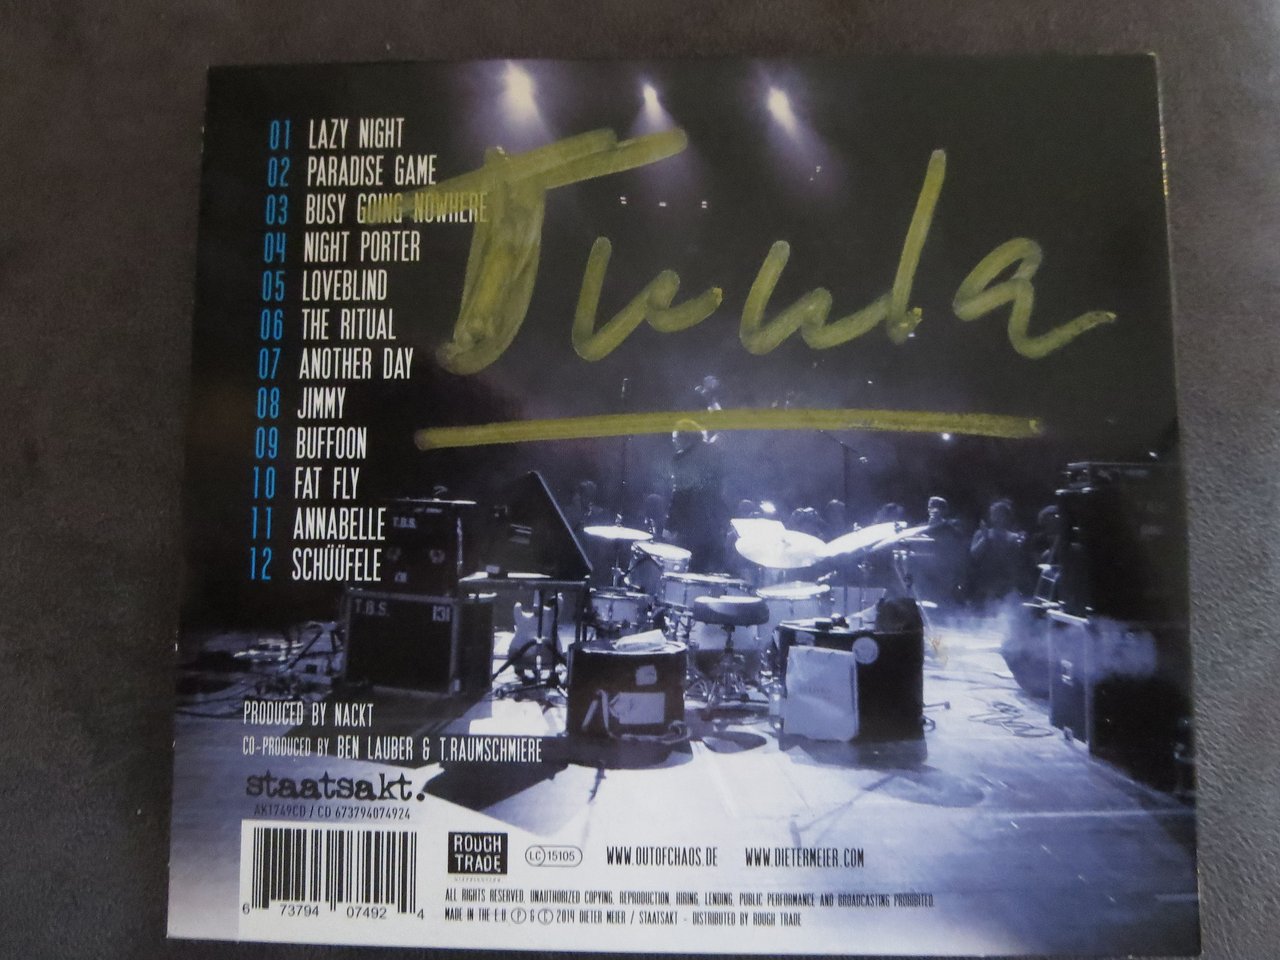 01 LAZY NIGHT
02 PARADISE GAME
03 BUSY GOING NOWHERE
04 NIGHT PORTER
05 LOVEBLIND
06 THE RITUAL
07 ANOTHER DAY
08 JIMMY
09 BUFFOON
10 FAT FLY
11 ANNABELLE
12 SCHÜÜFELE
T.B.S.
T.B.S. 131
PRODUCED BY NACKT
CO-PRODUCED BY BEN LAUBER & T.RAUMSCHMIERE
staatsakt.
AK1749CD / CD 673794074924
6 73794 07492 4
ROUGH
TRADE
DISTRIBUTION
LC 15105
WWW.OUTOFCHAOS.DE WWW.DIETERMEIER.COM
ALL RIGHTS RESERVED. UNAUTHORIZED COPYING, REPRODUCTION, HIRING, LENDING, PUBLIC PERFORMANCE AND BROADCASTING PROHIBITED.
MADE IN THE E.U. Ⓟ & Ⓒ 2014 DIETER MEIER / STAATSAKT - DISTRIBUTED BY ROUGH TRADE